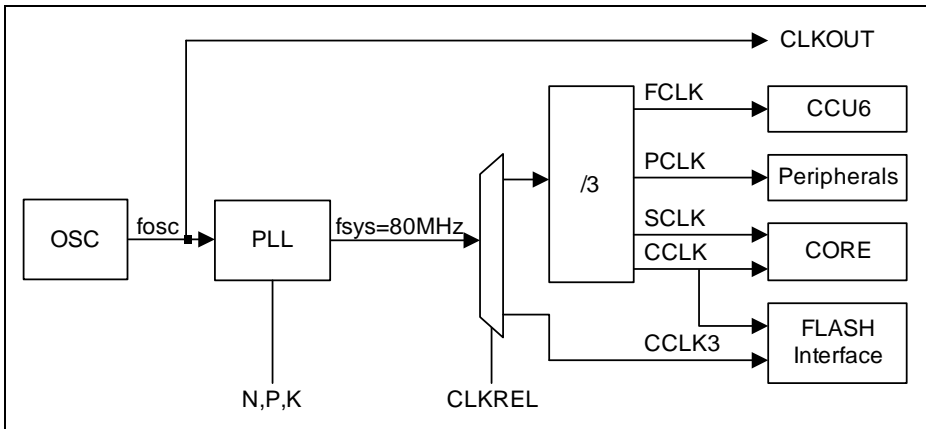 CLKOUT
FCLK
CCU6
PCLK
Peripherals
/3
OSC
fosc
PLL
fsys=80MHz
SCLK
CCLK
CORE
CCLK3
FLASH
Interface
N,P,K
CLKREL